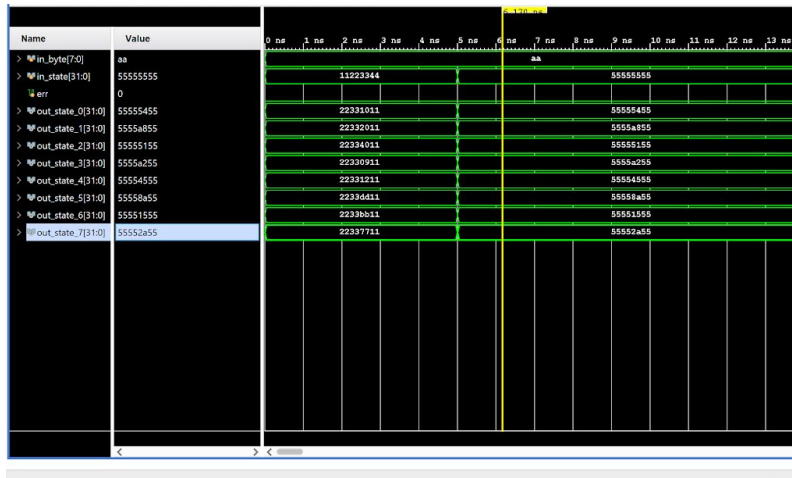 6.170 ns
Name Value 0 ns 1 ns 2 ns 3 ns 4 ns 5 ns 6 ns 7 ns 8 ns 9 ns 10 ns 11 ns 12 ns 13 ns
in_byte[7:0] aa aa
in_state[31:0] 55555555 11223344 55555555
err 0
out_state_0[31:0] 55555455 22331011 55555455
out_state_1[31:0] 5555a855 22332011 5555a855
out_state_2[31:0] 55555155 22334011 55555155
out_state_3[31:0] 5555a255 22330911 5555a255
out_state_4[31:0] 55554555 22331211 55554555
out_state_5[31:0] 55558a55 2233dd11 55558a55
out_state_6[31:0] 55551555 2233bb11 55551555
out_state_7[31:0] 55552a55 22337711 55552a55